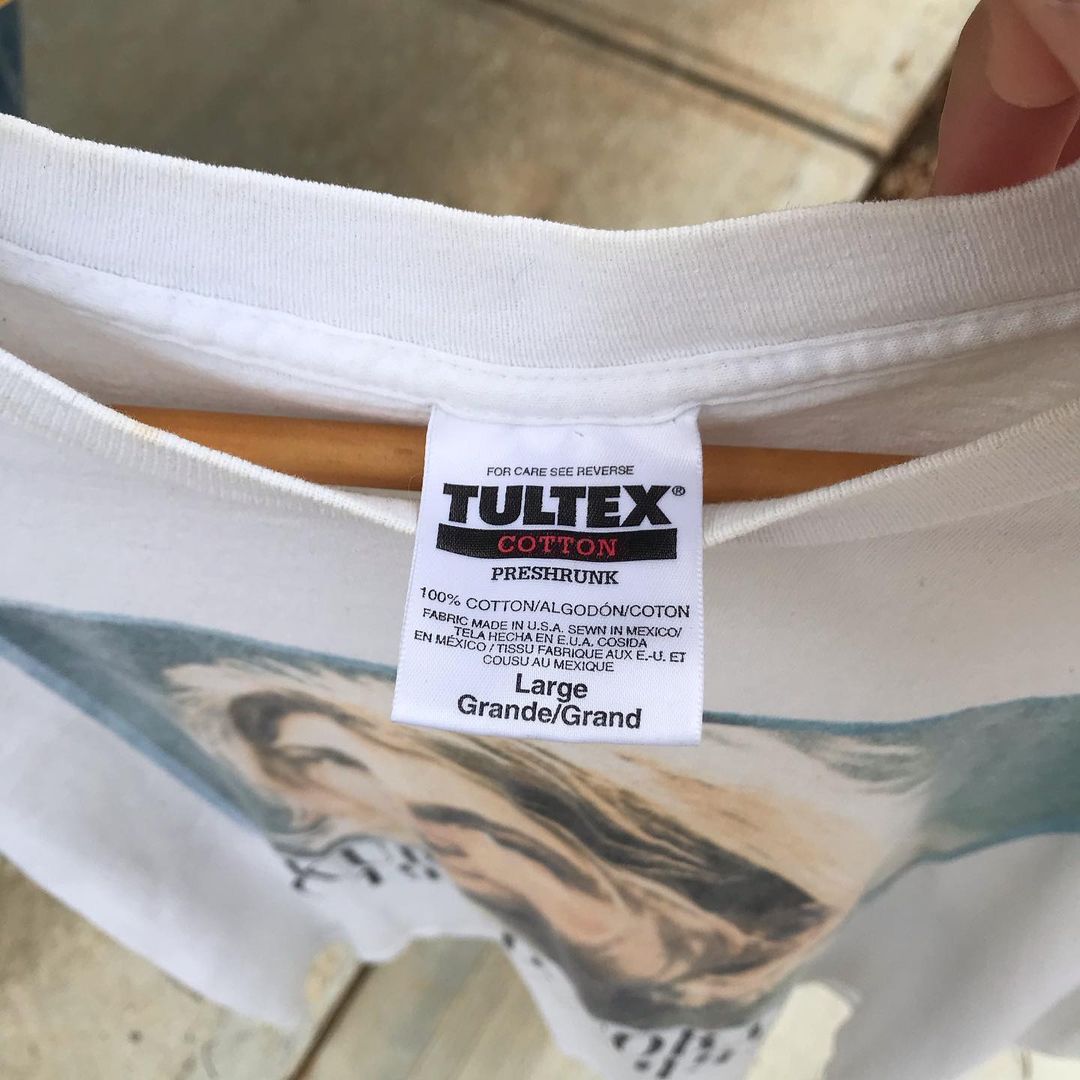 FOR CARE SEE REVERSE
TULTEX®
COTTON
PRESHRUNK
100% COTTON/ALGODÓN/COTON
FABRIC MADE IN U.S.A. SEWN IN MEXICO/
TELA HECHA EN E.U.A. COSIDA
EN MÉXICO / TISSU FABRIQUE AUX E.-U. ET
COUSU AU MEXIQUE
Large
Grande/Grand